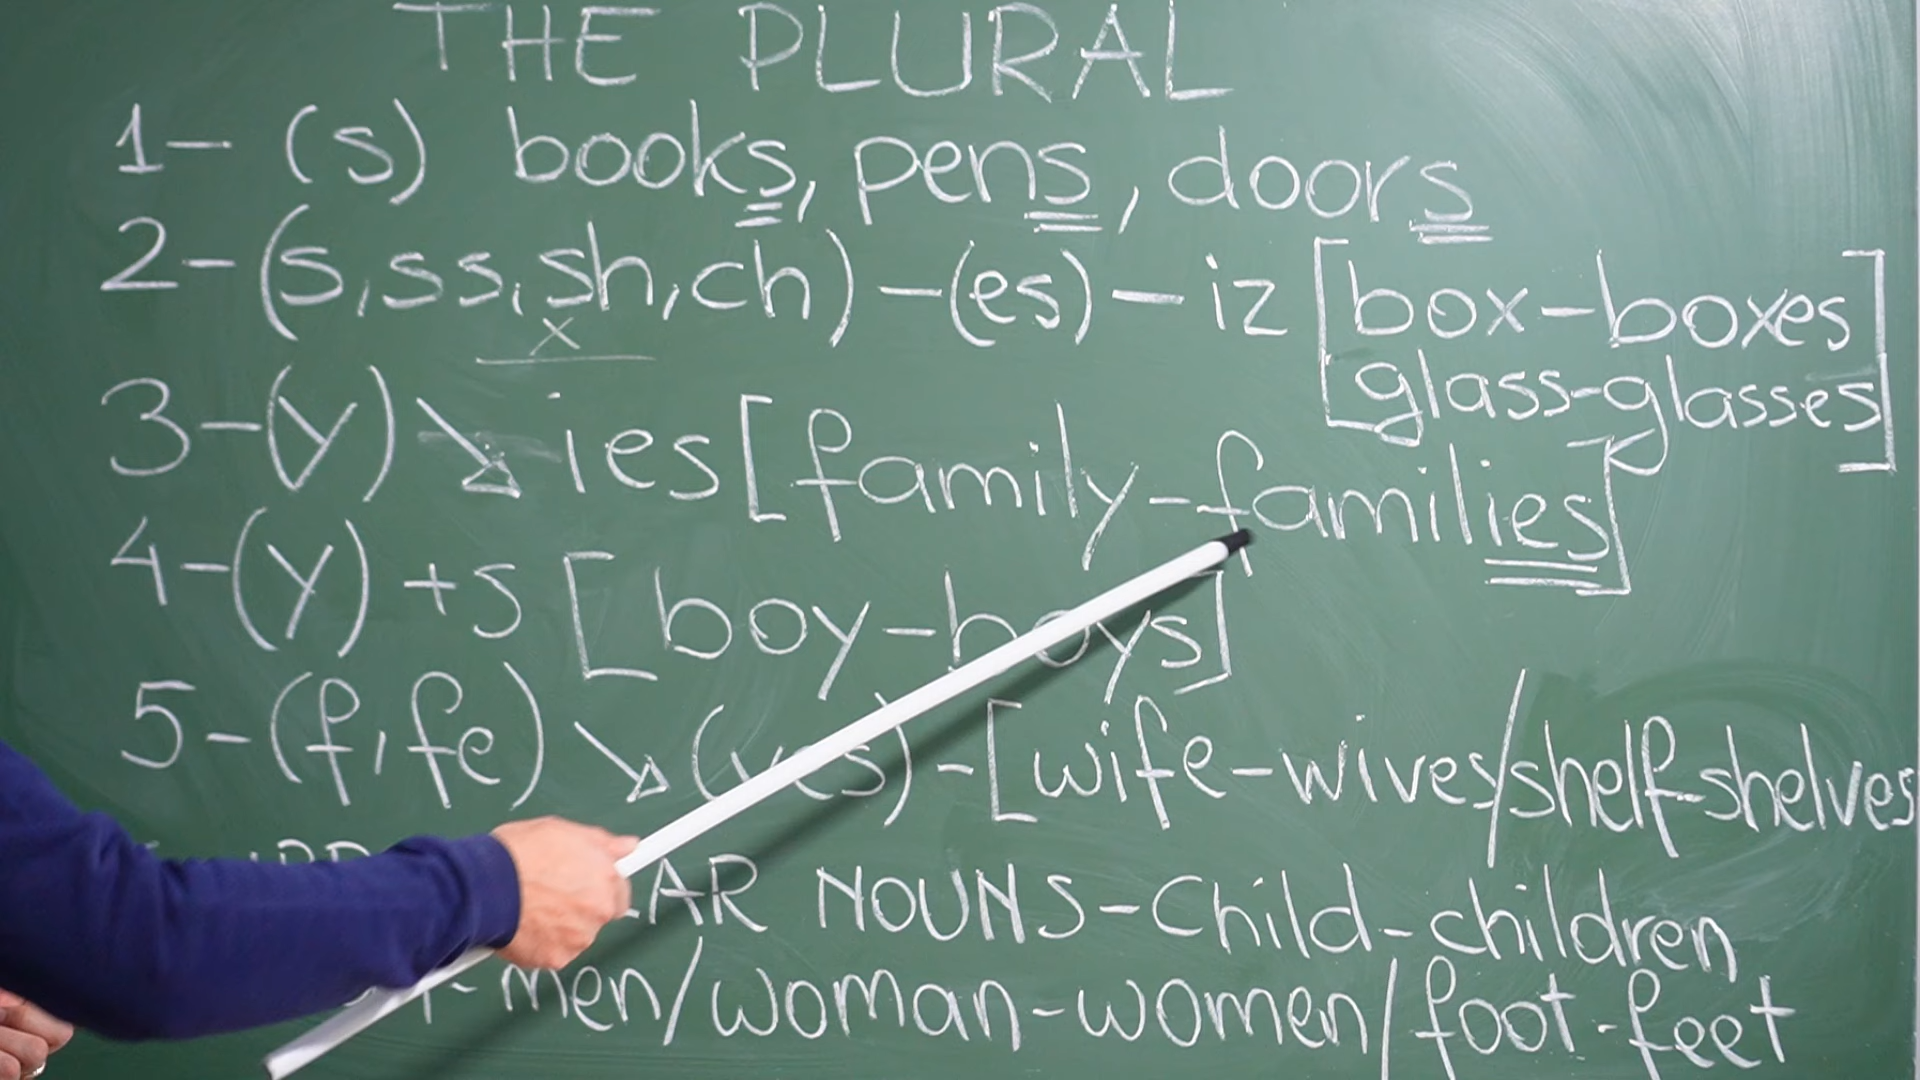 THE PLURAL
1- (s) books, pens, doors
2- (s, ss, sh, ch) - (es) - iz [box - boxes
x
glass - glasses]
3 - (y) ↘ ies [family - families]
4 - (y) + s [boy - boys]
5 - (f, fe) ↘ (ves) - [wife - wives/shelf-shelves
NOUNS - Child - children
men/woman - women/foot - feet